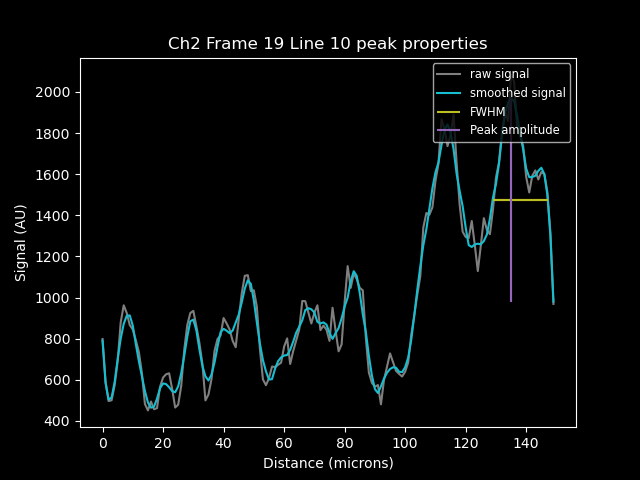 Ch2 Frame 19 Line 10 peak properties
raw signal
smoothed signal
FWHM
Peak amplitude
Signal (AU)
2000
1800
1600
1400
1200
1000
800
600
400
0 20 40 60 80 100 120 140
Distance (microns)